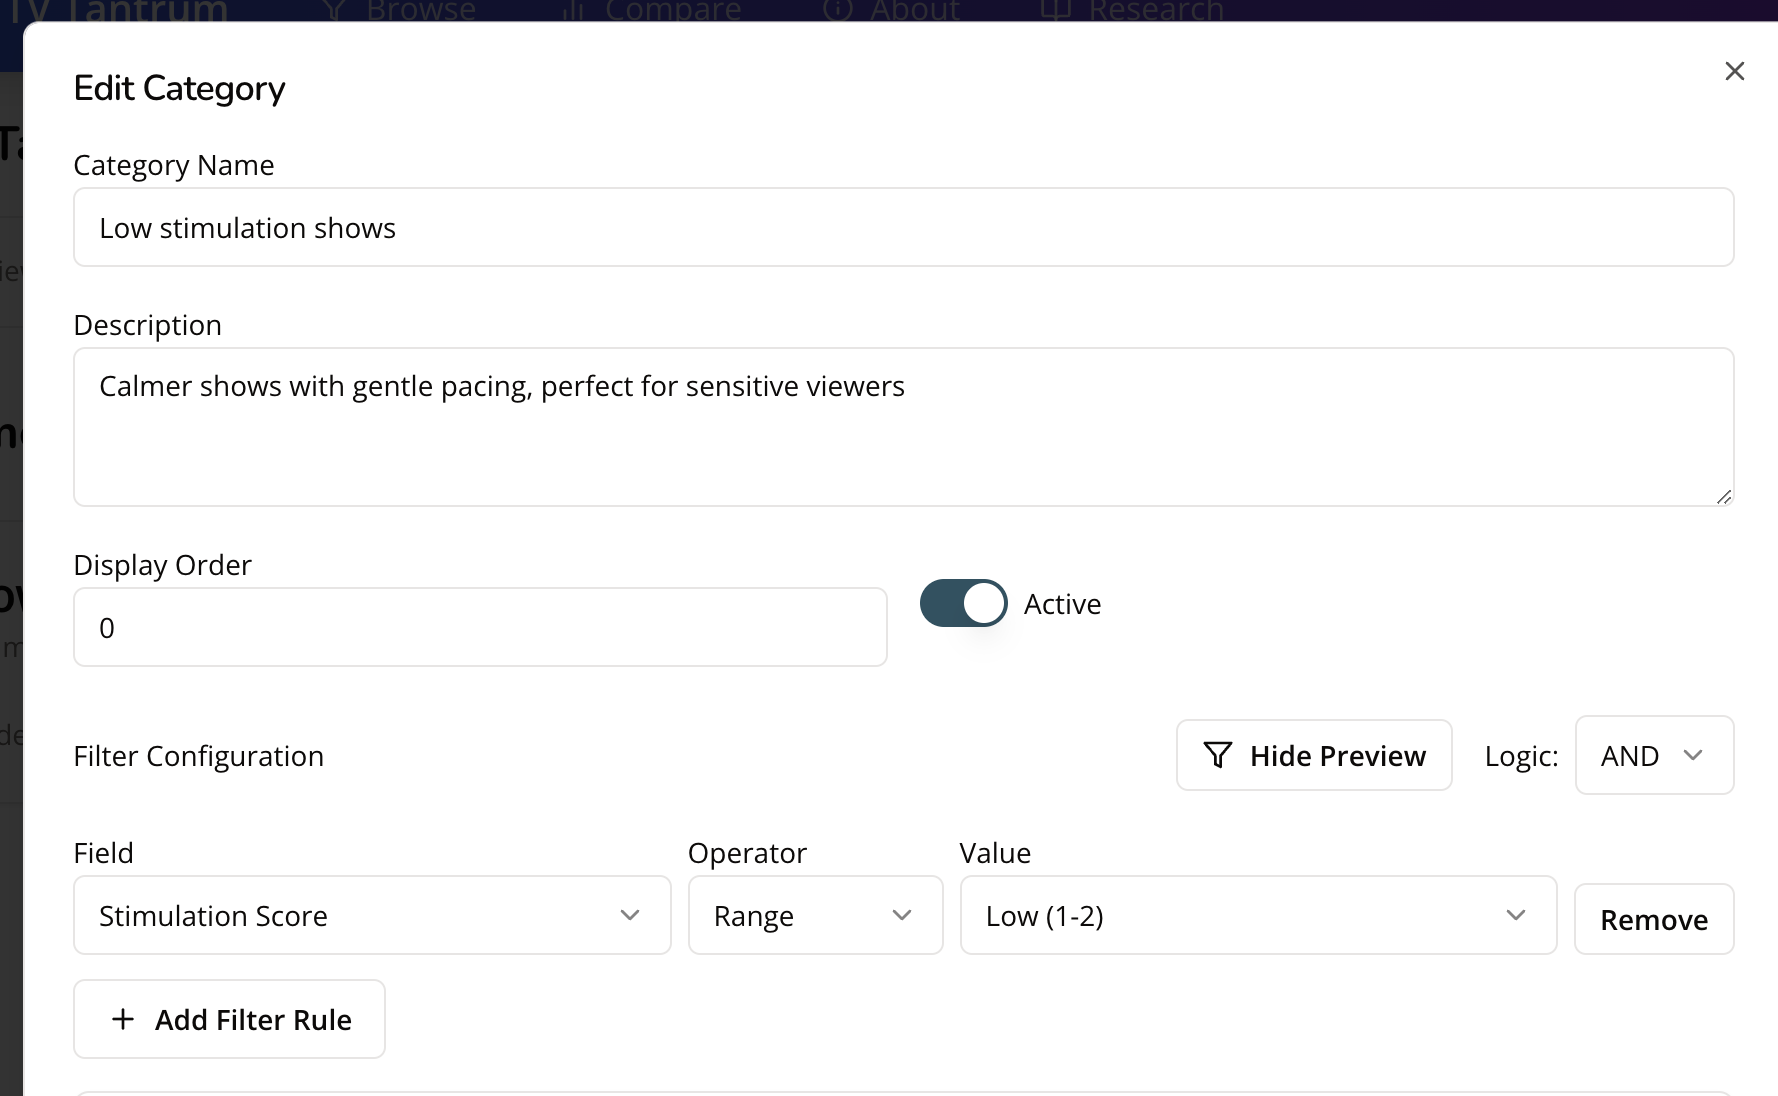 TV Tantrum Browse Compare About Research
Edit Category
Category Name
Low stimulation shows
Description
Calmer shows with gentle pacing, perfect for sensitive viewers
Display Order
0
Active
Filter Configuration
Hide Preview
Logic:
AND
Field
Operator
Value
Stimulation Score
Range
Low (1-2)
Remove
Add Filter Rule